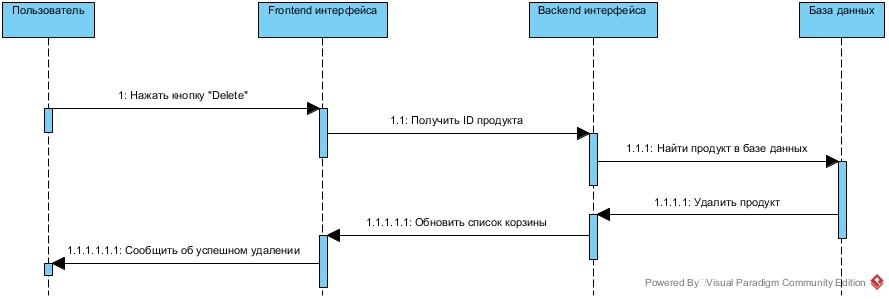 Пользователь
Frontend интерфейса
Backend интерфейса
База данных
1: Нажать кнопку "Delete"
1.1: Получить ID продукта
1.1.1: Найти продукт в базе данных
1.1.1.1: Удалить продукт
1.1.1.1.1: Обновить список корзины
1.1.1.1.1.1: Сообщить об успешном удалении
Powered By Visual Paradigm Community Edition